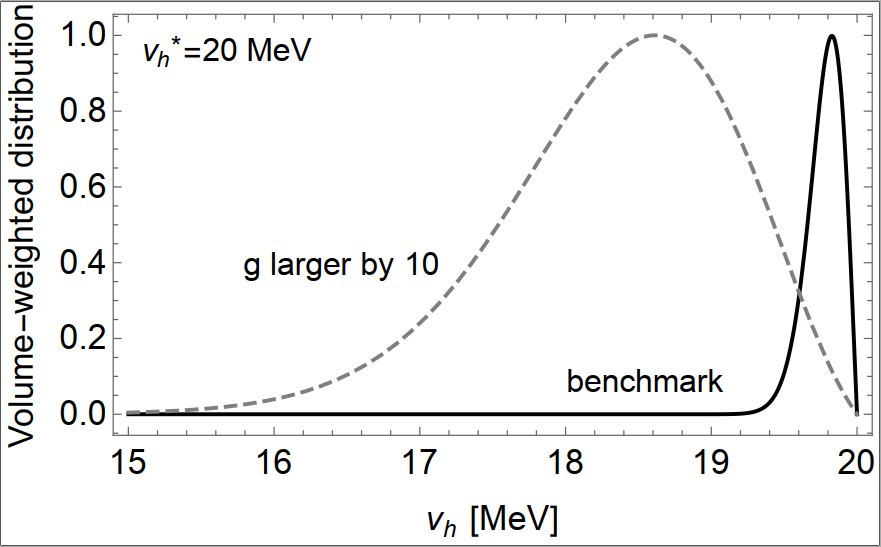 Volume-weighted distribution
1.0
0.8
0.6
0.4
0.2
0.0
v_h*=20 MeV
g larger by 10
benchmark
15 16 17 18 19 20
v_h [MeV]